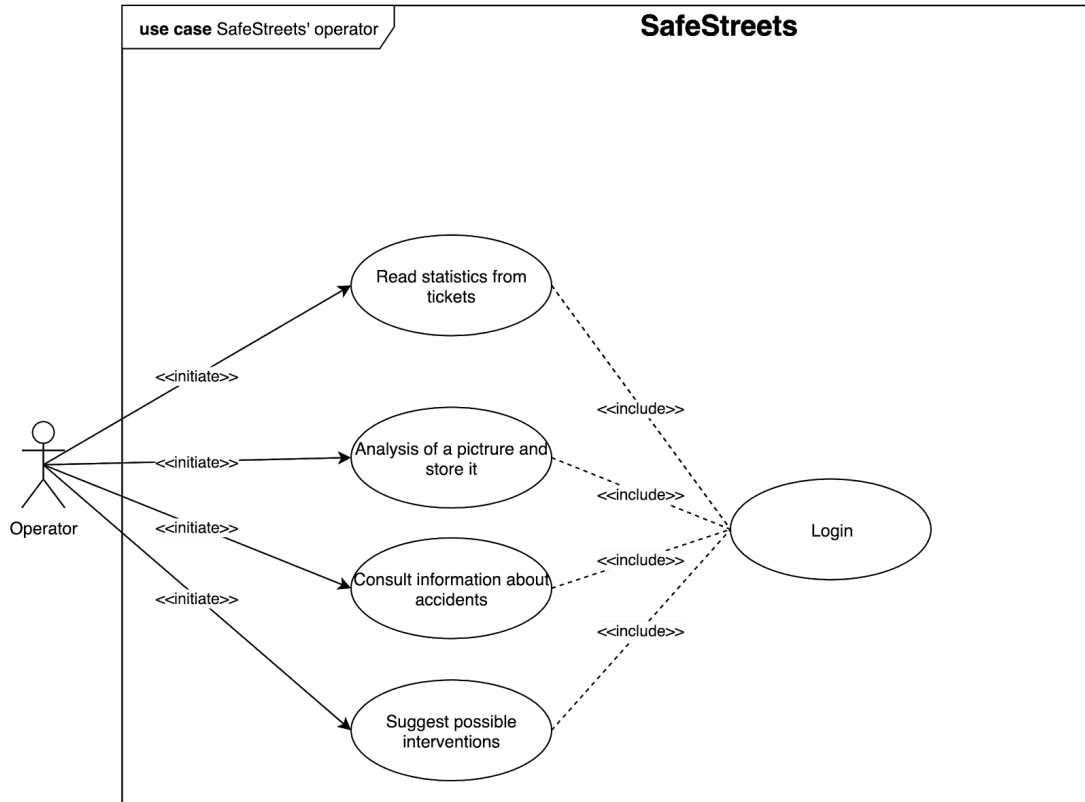 use case SafeStreets' operator
SafeStreets
Read statistics from
tickets
<<initiate>>
<<include>>
Analysis of a pictrure and
store it
<<initiate>>
<<include>>
Operator
Login
<<initiate>>
<<include>>
Consult information about
accidents
<<initiate>>
<<include>>
Suggest possible
interventions